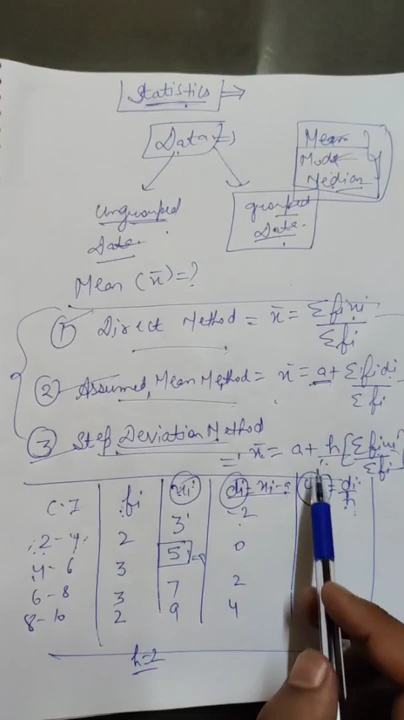 Statistics ⇒
Data ⇒
Mean
Mode
Median
Ungrouped
Data
grouped
Data
Mean (x̄) = ?
① Direct Method = x̄ = Σfixi / Σfi
② Assumed Mean Method = x̄ = a + Σfidi / Σfi
③ Step Deviation Method
= x̄ = a + h [Σfiui / Σfi]
C.I fi xi di = xi - a = di / h
2-4 2 3 -2
4-6 3 5 0
6-8 3 7 2
8-10 2 9 4
h=2